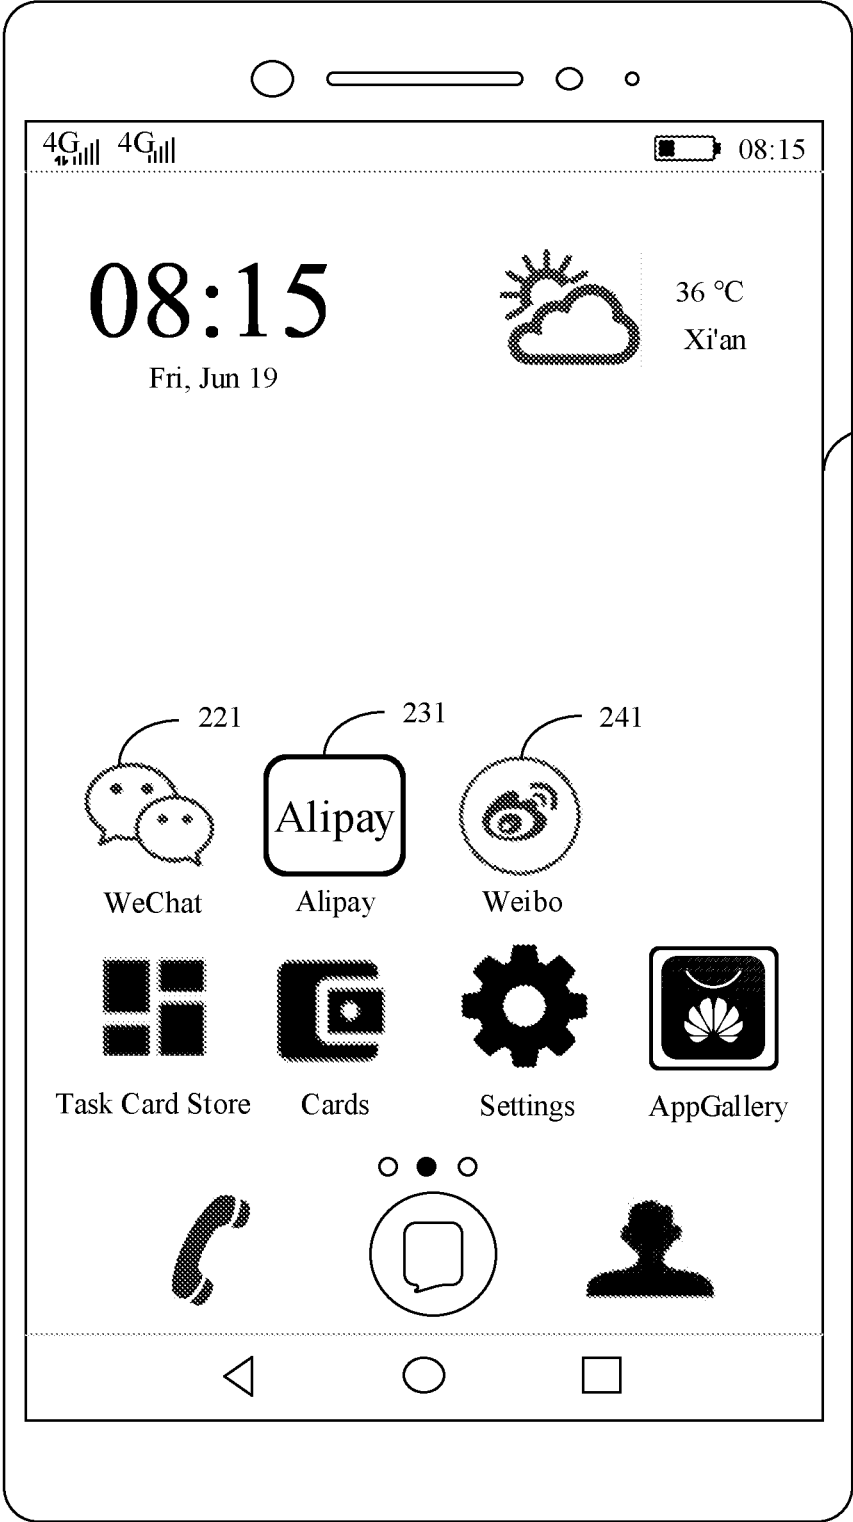 4G 4G 08:15
08:15
Fri, Jun 19
36 °C
Xi'an
221 231 241
Alipay
WeChat Alipay Weibo
Task Card Store Cards Settings AppGallery